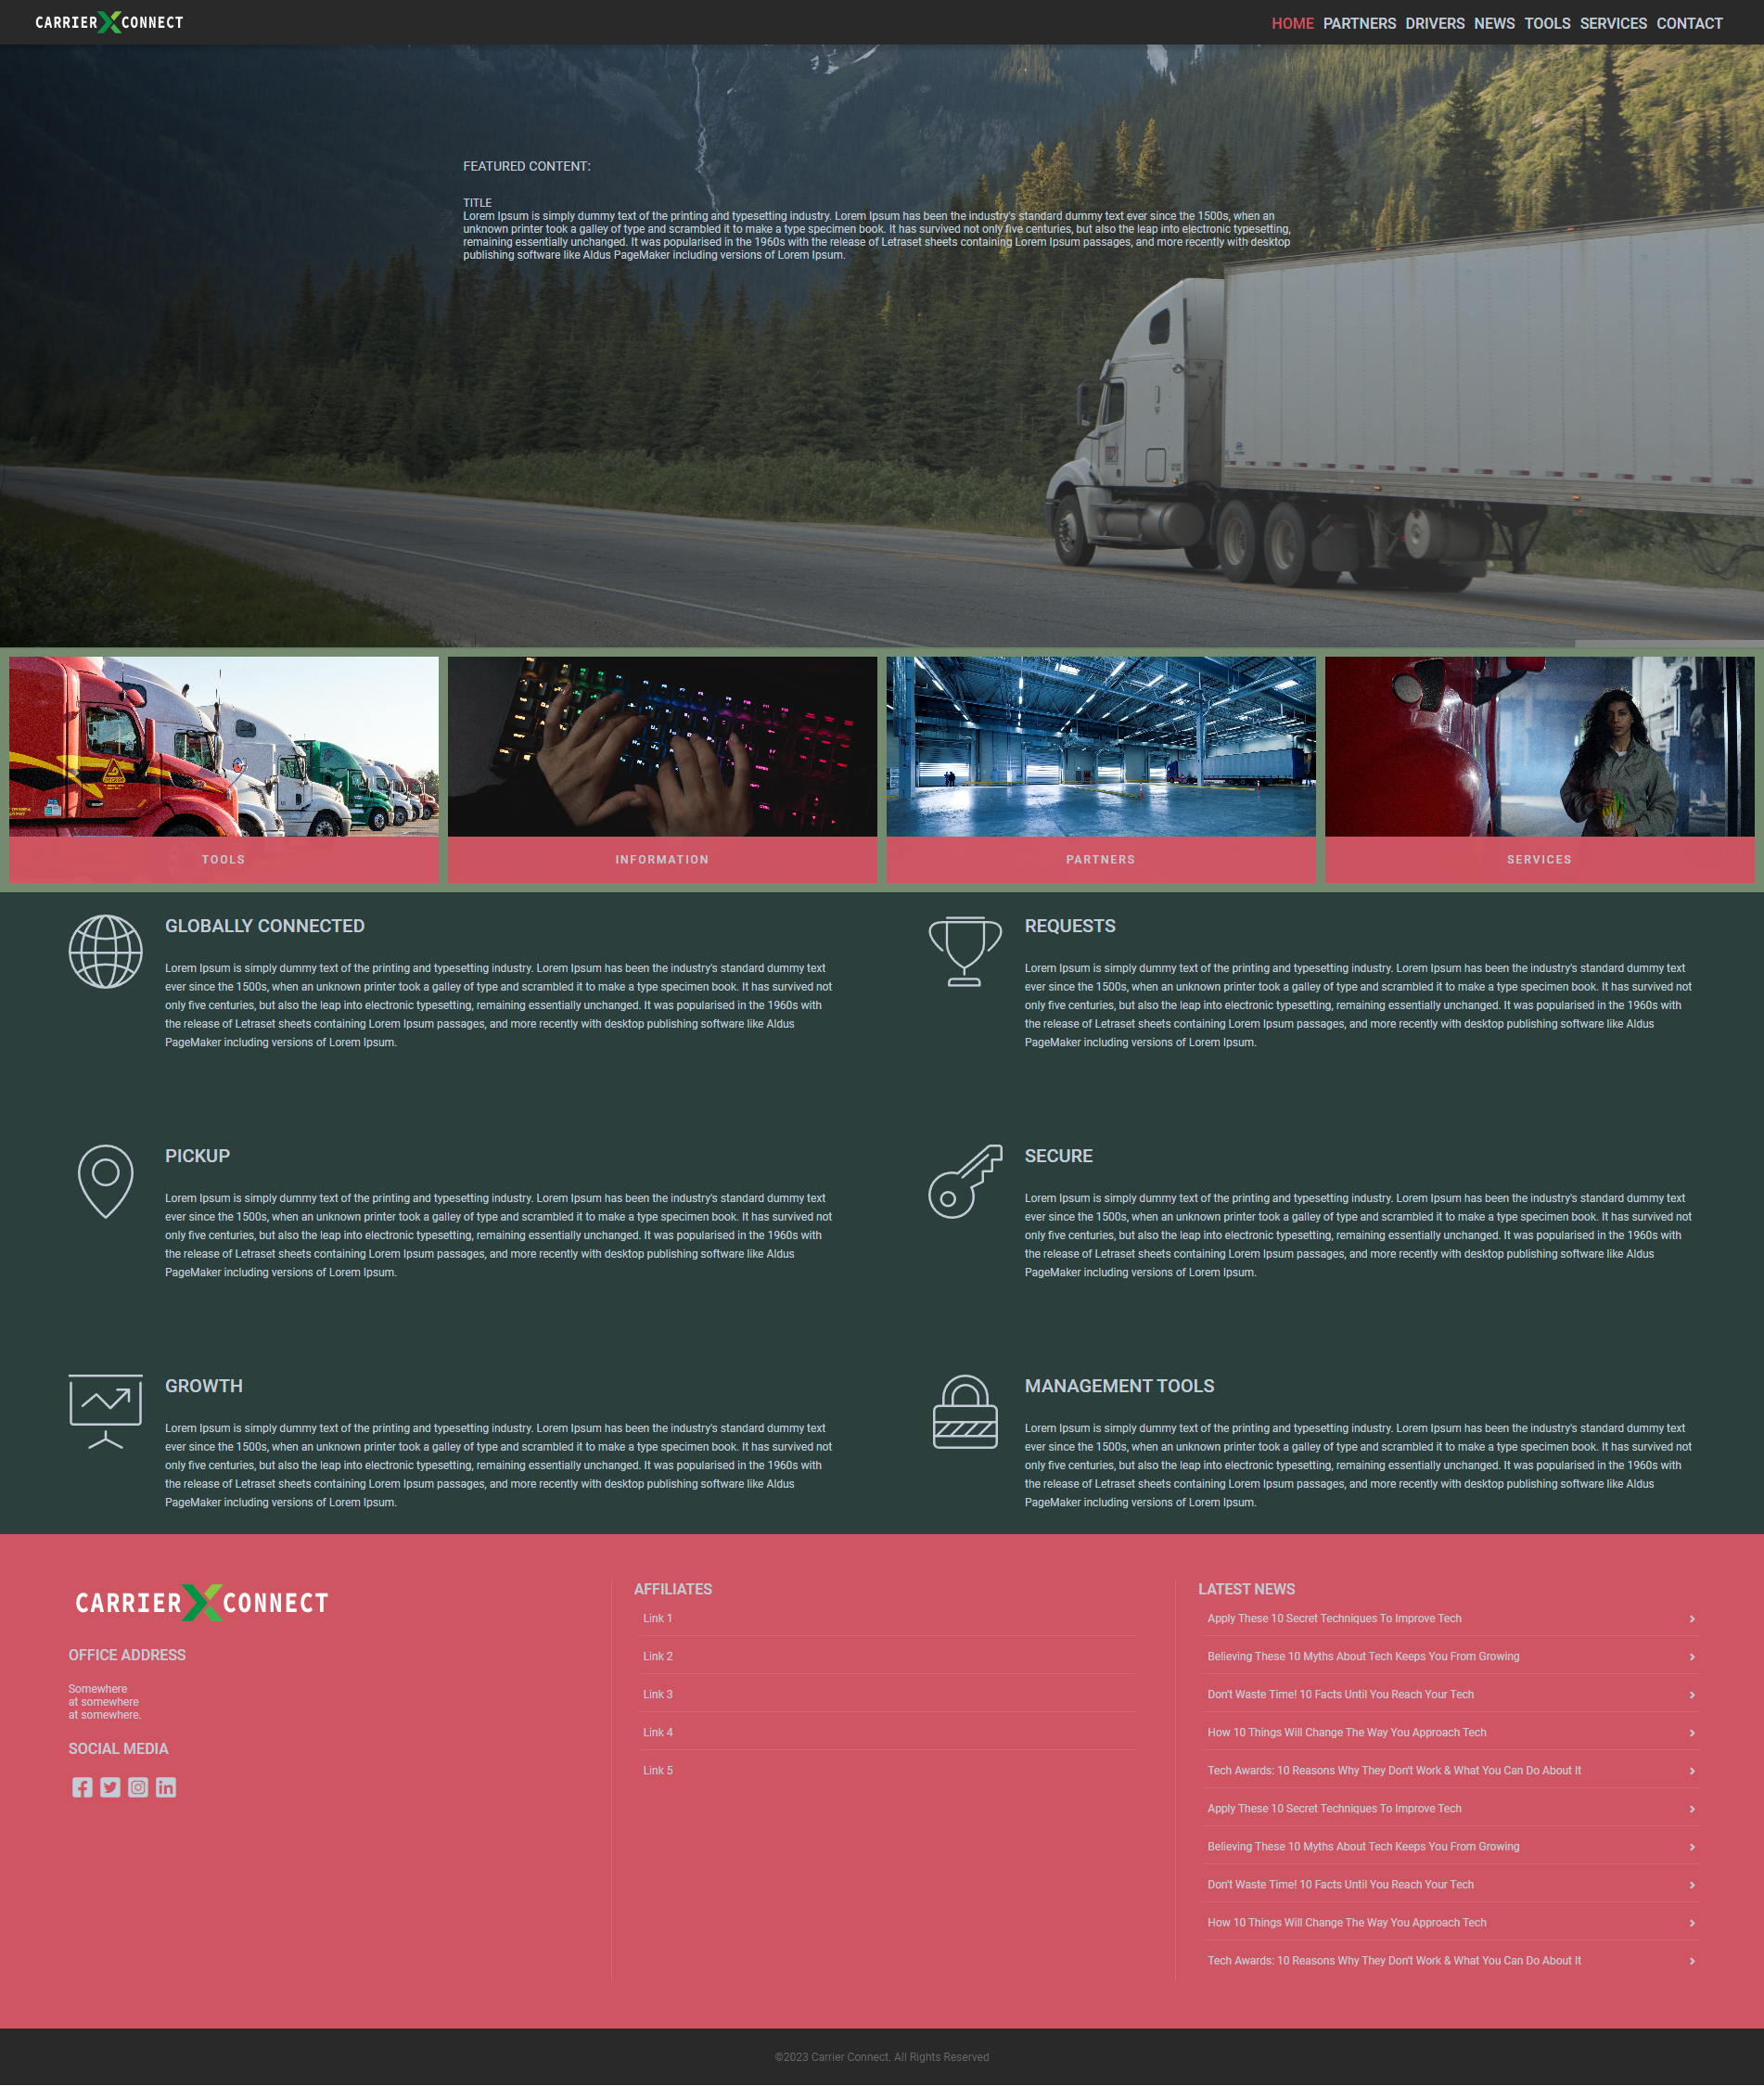 CARRIER CONNECT
HOME PARTNERS DRIVERS NEWS TOOLS SERVICES CONTACT
FEATURED CONTENT:
TITLE
Lorem Ipsum is simply dummy text of the printing and typesetting industry. Lorem Ipsum has been the industry's standard dummy text ever since the 1500s, when an
unknown printer took a galley of type and scrambled it to make a type specimen book. It has survived not only five centuries, but also the leap into electronic typesetting,
remaining essentially unchanged. It was popularised in the 1960s with the release of Letraset sheets containing Lorem Ipsum passages, and more recently with desktop
publishing software like Aldus PageMaker including versions of Lorem Ipsum.
TOOLS
INFORMATION
PARTNERS
SERVICES
GLOBALLY CONNECTED
Lorem Ipsum is simply dummy text of the printing and typesetting industry. Lorem Ipsum has been the industry's standard dummy text
ever since the 1500s, when an unknown printer took a galley of type and scrambled it to make a type specimen book. It has survived not
only five centuries, but also the leap into electronic typesetting, remaining essentially unchanged. It was popularised in the 1960s with
the release of Letraset sheets containing Lorem Ipsum passages, and more recently with desktop publishing software like Aldus
PageMaker including versions of Lorem Ipsum.
REQUESTS
Lorem Ipsum is simply dummy text of the printing and typesetting industry. Lorem Ipsum has been the industry's standard dummy text
ever since the 1500s, when an unknown printer took a galley of type and scrambled it to make a type specimen book. It has survived not
only five centuries, but also the leap into electronic typesetting, remaining essentially unchanged. It was popularised in the 1960s with
the release of Letraset sheets containing Lorem Ipsum passages, and more recently with desktop publishing software like Aldus
PageMaker including versions of Lorem Ipsum.
PICKUP
Lorem Ipsum is simply dummy text of the printing and typesetting industry. Lorem Ipsum has been the industry's standard dummy text
ever since the 1500s, when an unknown printer took a galley of type and scrambled it to make a type specimen book. It has survived not
only five centuries, but also the leap into electronic typesetting, remaining essentially unchanged. It was popularised in the 1960s with
the release of Letraset sheets containing Lorem Ipsum passages, and more recently with desktop publishing software like Aldus
PageMaker including versions of Lorem Ipsum.
SECURE
Lorem Ipsum is simply dummy text of the printing and typesetting industry. Lorem Ipsum has been the industry's standard dummy text
ever since the 1500s, when an unknown printer took a galley of type and scrambled it to make a type specimen book. It has survived not
only five centuries, but also the leap into electronic typesetting, remaining essentially unchanged. It was popularised in the 1960s with
the release of Letraset sheets containing Lorem Ipsum passages, and more recently with desktop publishing software like Aldus
PageMaker including versions of Lorem Ipsum.
GROWTH
Lorem Ipsum is simply dummy text of the printing and typesetting industry. Lorem Ipsum has been the industry's standard dummy text
ever since the 1500s, when an unknown printer took a galley of type and scrambled it to make a type specimen book. It has survived not
only five centuries, but also the leap into electronic typesetting, remaining essentially unchanged. It was popularised in the 1960s with
the release of Letraset sheets containing Lorem Ipsum passages, and more recently with desktop publishing software like Aldus
PageMaker including versions of Lorem Ipsum.
MANAGEMENT TOOLS
Lorem Ipsum is simply dummy text of the printing and typesetting industry. Lorem Ipsum has been the industry's standard dummy text
ever since the 1500s, when an unknown printer took a galley of type and scrambled it to make a type specimen book. It has survived not
only five centuries, but also the leap into electronic typesetting, remaining essentially unchanged. It was popularised in the 1960s with
the release of Letraset sheets containing Lorem Ipsum passages, and more recently with desktop publishing software like Aldus
PageMaker including versions of Lorem Ipsum.
CARRIER CONNECT
OFFICE ADDRESS
Somewhere
at somewhere
at somewhere.
SOCIAL MEDIA
AFFILIATES
Link 1
Link 2
Link 3
Link 4
Link 5
LATEST NEWS
Apply These 10 Secret Techniques To Improve Tech
Believing These 10 Myths About Tech Keeps You From Growing
Don't Waste Time! 10 Facts Until You Reach Your Tech
How 10 Things Will Change The Way You Approach Tech
Tech Awards: 10 Reasons Why They Don't Work & What You Can Do About It
Apply These 10 Secret Techniques To Improve Tech
Believing These 10 Myths About Tech Keeps You From Growing
Don't Waste Time! 10 Facts Until You Reach Your Tech
How 10 Things Will Change The Way You Approach Tech
Tech Awards: 10 Reasons Why They Don't Work & What You Can Do About It
©2023 Carrier Connect. All Rights Reserved